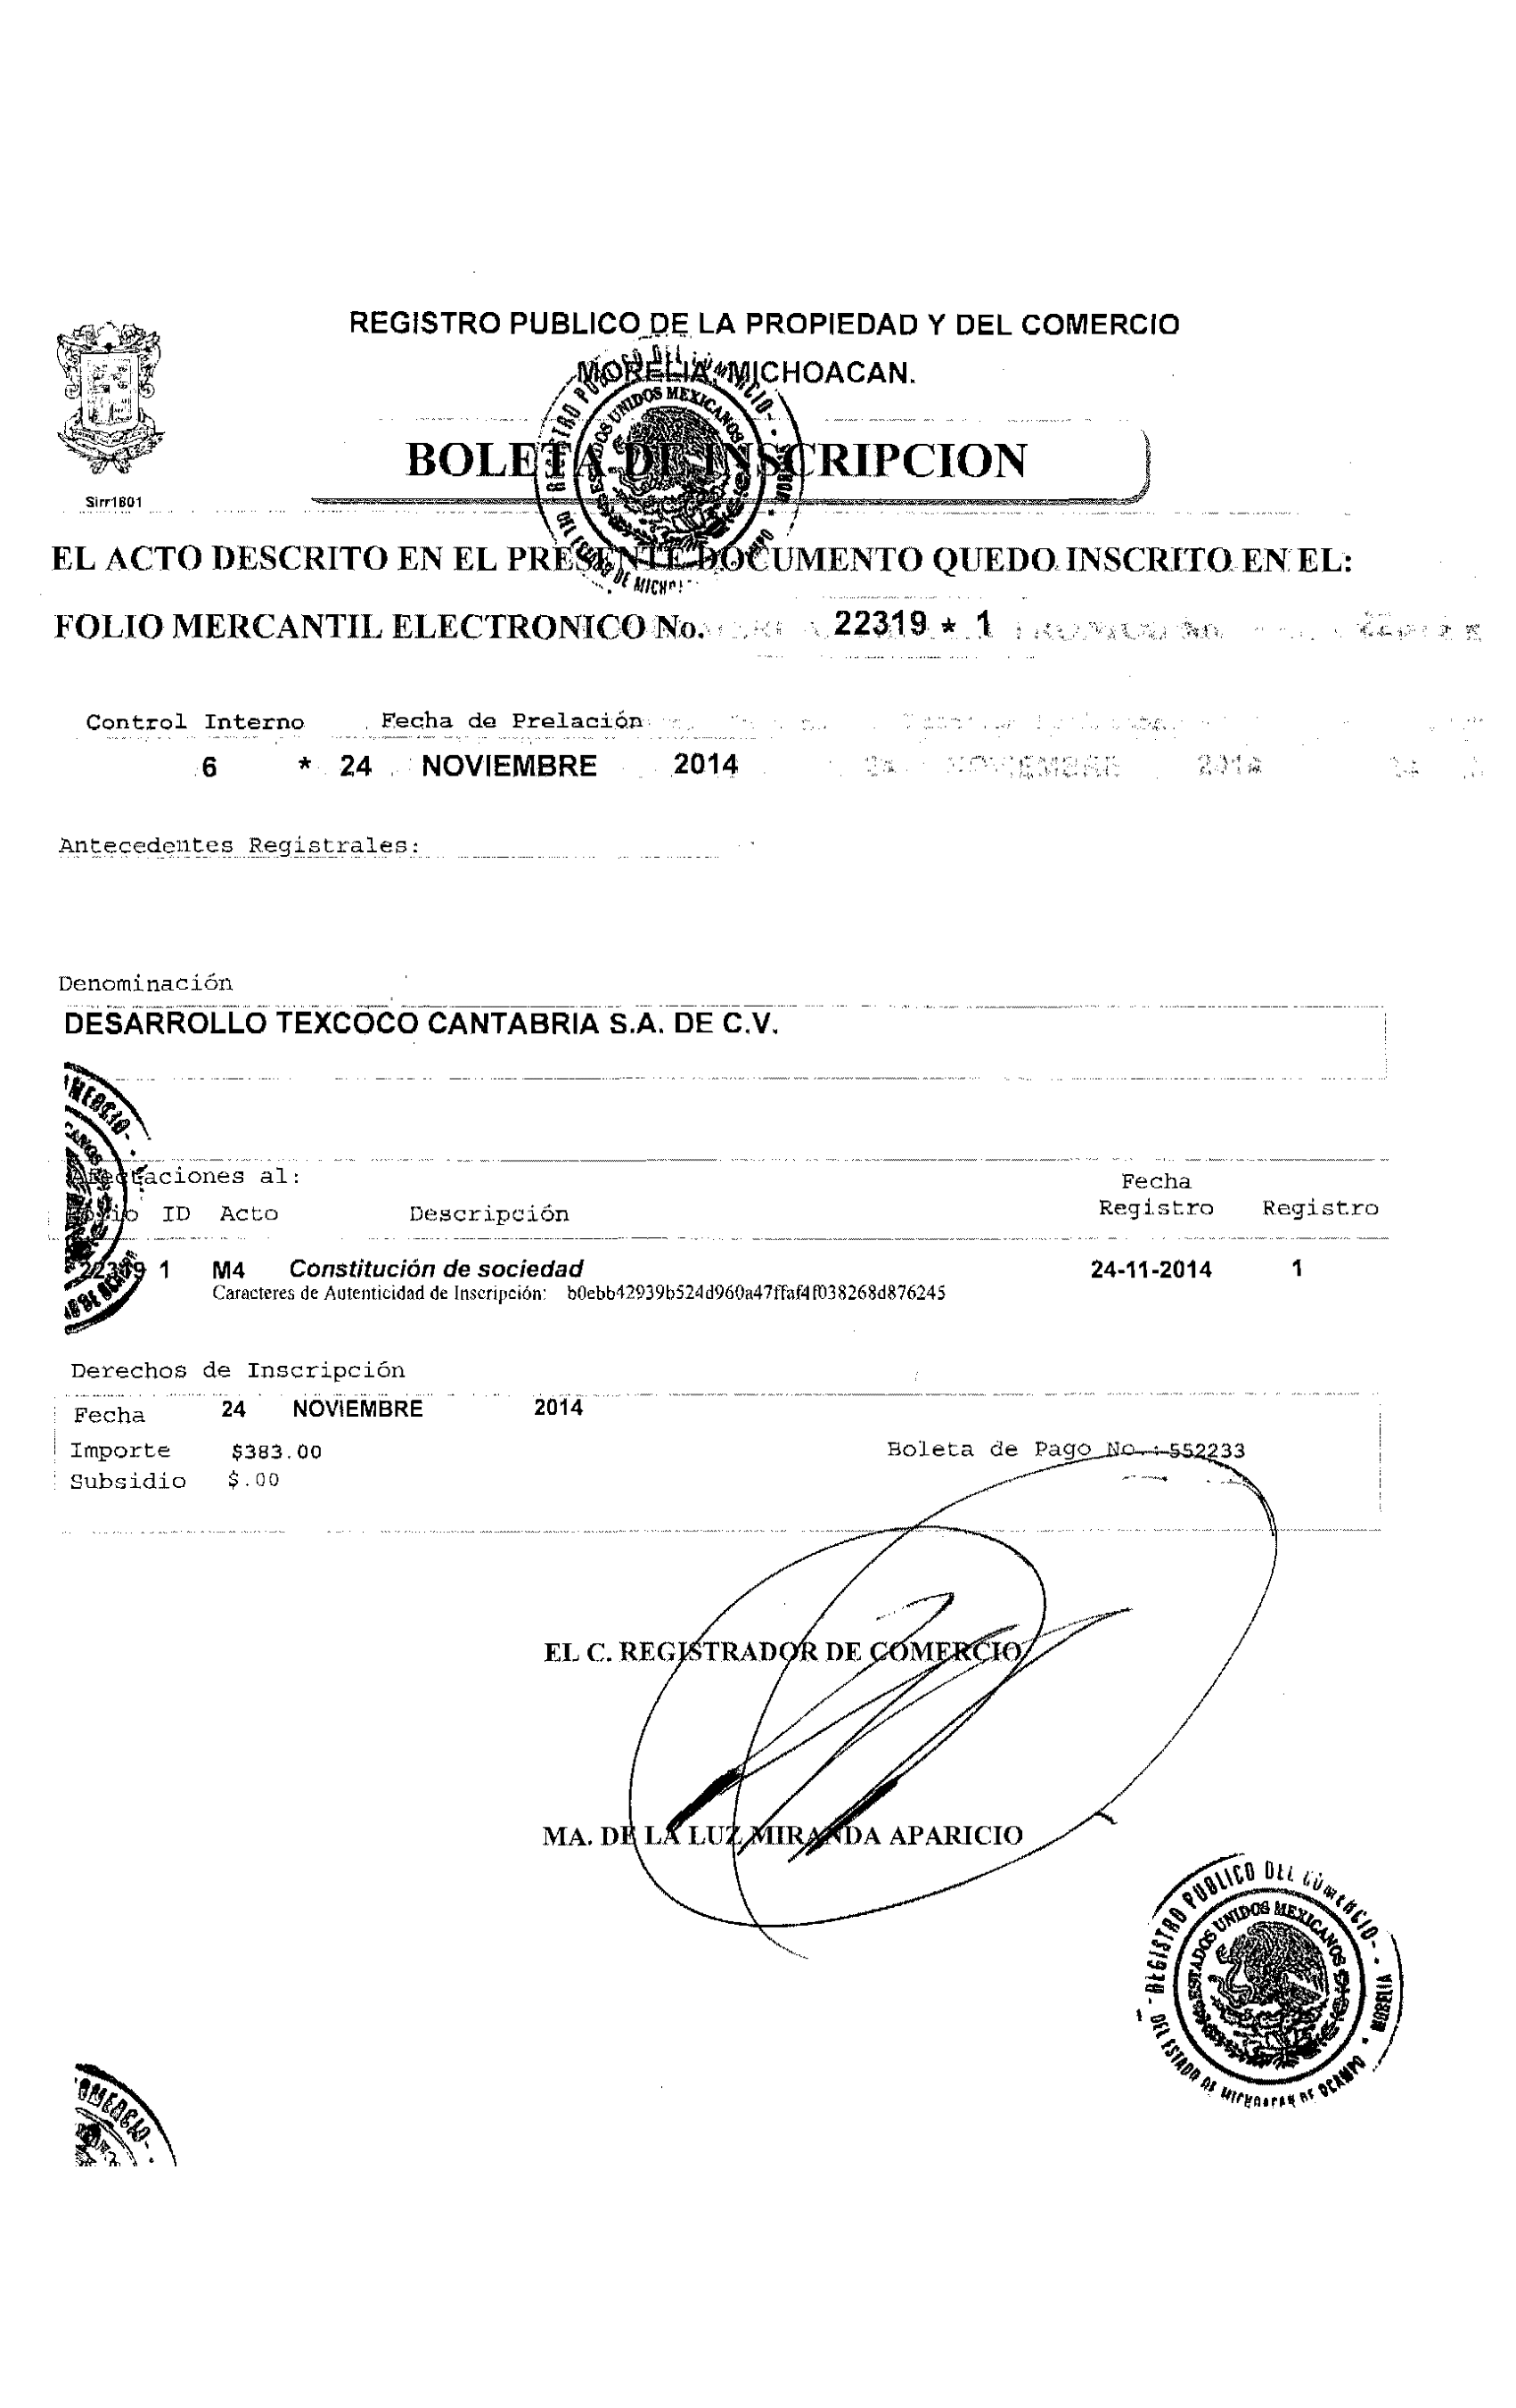 REGISTRO PUBLICO DE LA PROPIEDAD Y DEL COMERCIO
MORELIA, MICHOACAN.
BOLETA DE INSCRIPCION
Sirr1601
EL ACTO DESCRITO EN EL PRESENTE DOCUMENTO QUEDO INSCRITO EN EL:
FOLIO MERCANTIL ELECTRONICO No. 22319 * 1
Control Interno Fecha de Prelación
6 * 24 NOVIEMBRE 2014
Antecedentes Registrales:
Denominación
DESARROLLO TEXCOCO CANTABRIA S.A. DE C.V.
Afectaciones al:
Fecha
Folio ID Acto Descripción Registro Registro
22319 1 M4 Constitución de sociedad 24-11-2014 1
Caracteres de Autenticidad de Inscripción: b0ebb42939b524d960a47ffaf4f038268d876245
Derechos de Inscripción
Fecha 24 NOVIEMBRE 2014
Importe $383.00 Boleta de Pago No.: 552233
Subsidio $.00
EL C. REGISTRADOR DE COMERCIO
MA. DE LA LUZ MIRANDA APARICIO
REGISTRO PUBLICO DEL COMERCIO
ESTADOS UNIDOS MEXICANOS
MORELIA
DEL ESTADO DE MICHOACAN DE OCAMPO